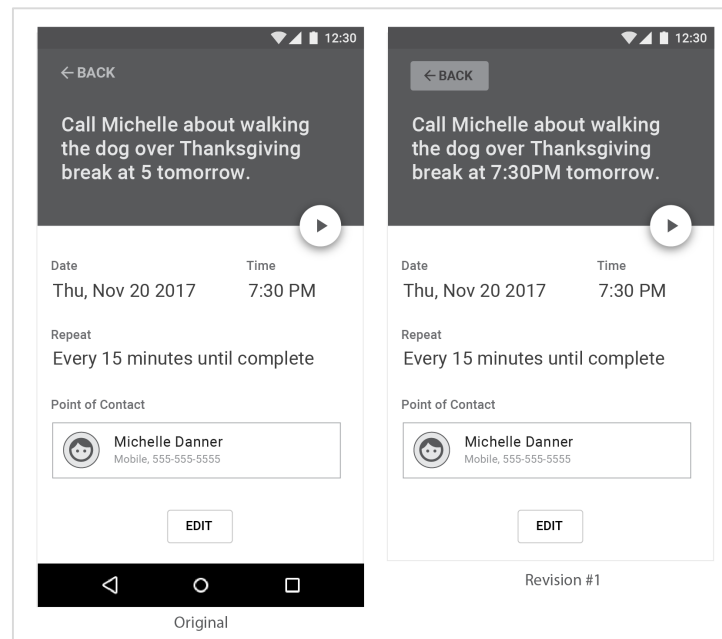 12:30
BACK
Call Michelle about walking
the dog over Thanksgiving
break at 5 tomorrow.
Date
Time
Thu, Nov 20 2017
7:30 PM
Repeat
Every 15 minutes until complete
Point of Contact
Michelle Danner
Mobile, 555-555-5555
EDIT
Original
12:30
BACK
Call Michelle about walking
the dog over Thanksgiving
break at 7:30PM tomorrow.
Date
Time
Thu, Nov 20 2017
7:30 PM
Repeat
Every 15 minutes until complete
Point of Contact
Michelle Danner
Mobile, 555-555-5555
EDIT
Revision #1